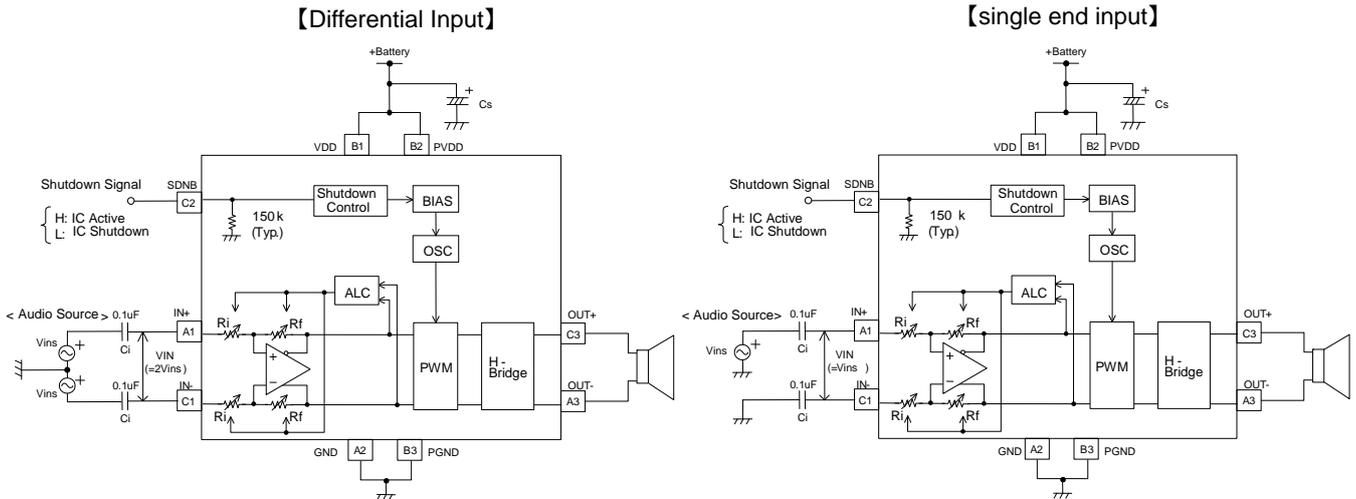 【Differential Input】
+Battery
+
Cs
VDD
B1
B2
PVDD
Shutdown Signal
SDNB
C2
H: IC Active
L: IC Shutdown
150k
(Typ.)
Shutdown
Control
BIAS
OSC
ALC
< Audio Source >
0.1uF
Ci
IN+
A1
Ri
Rf
Vins
+
VIN
(=2Vins)
+
-
PWM
H -
Bridge
OUT+
C3
Vins
+
0.1uF
Ci
IN-
C1
Ri
Rf
OUT-
A3
GND
A2
B3
PGND
【single end input】
+Battery
+
Cs
VDD
B1
B2
PVDD
Shutdown Signal
SDNB
C2
H: IC Active
L: IC Shutdown
150 k
(Typ.)
Shutdown
Control
BIAS
OSC
ALC
< Audio Source>
0.1uF
Ci
IN+
A1
Ri
Rf
Vins
+
VIN
(=Vins )
+
-
PWM
H -
Bridge
OUT+
C3
0.1uF
Ci
IN-
C1
Ri
Rf
OUT-
A3
GND
A2
B3
PGND